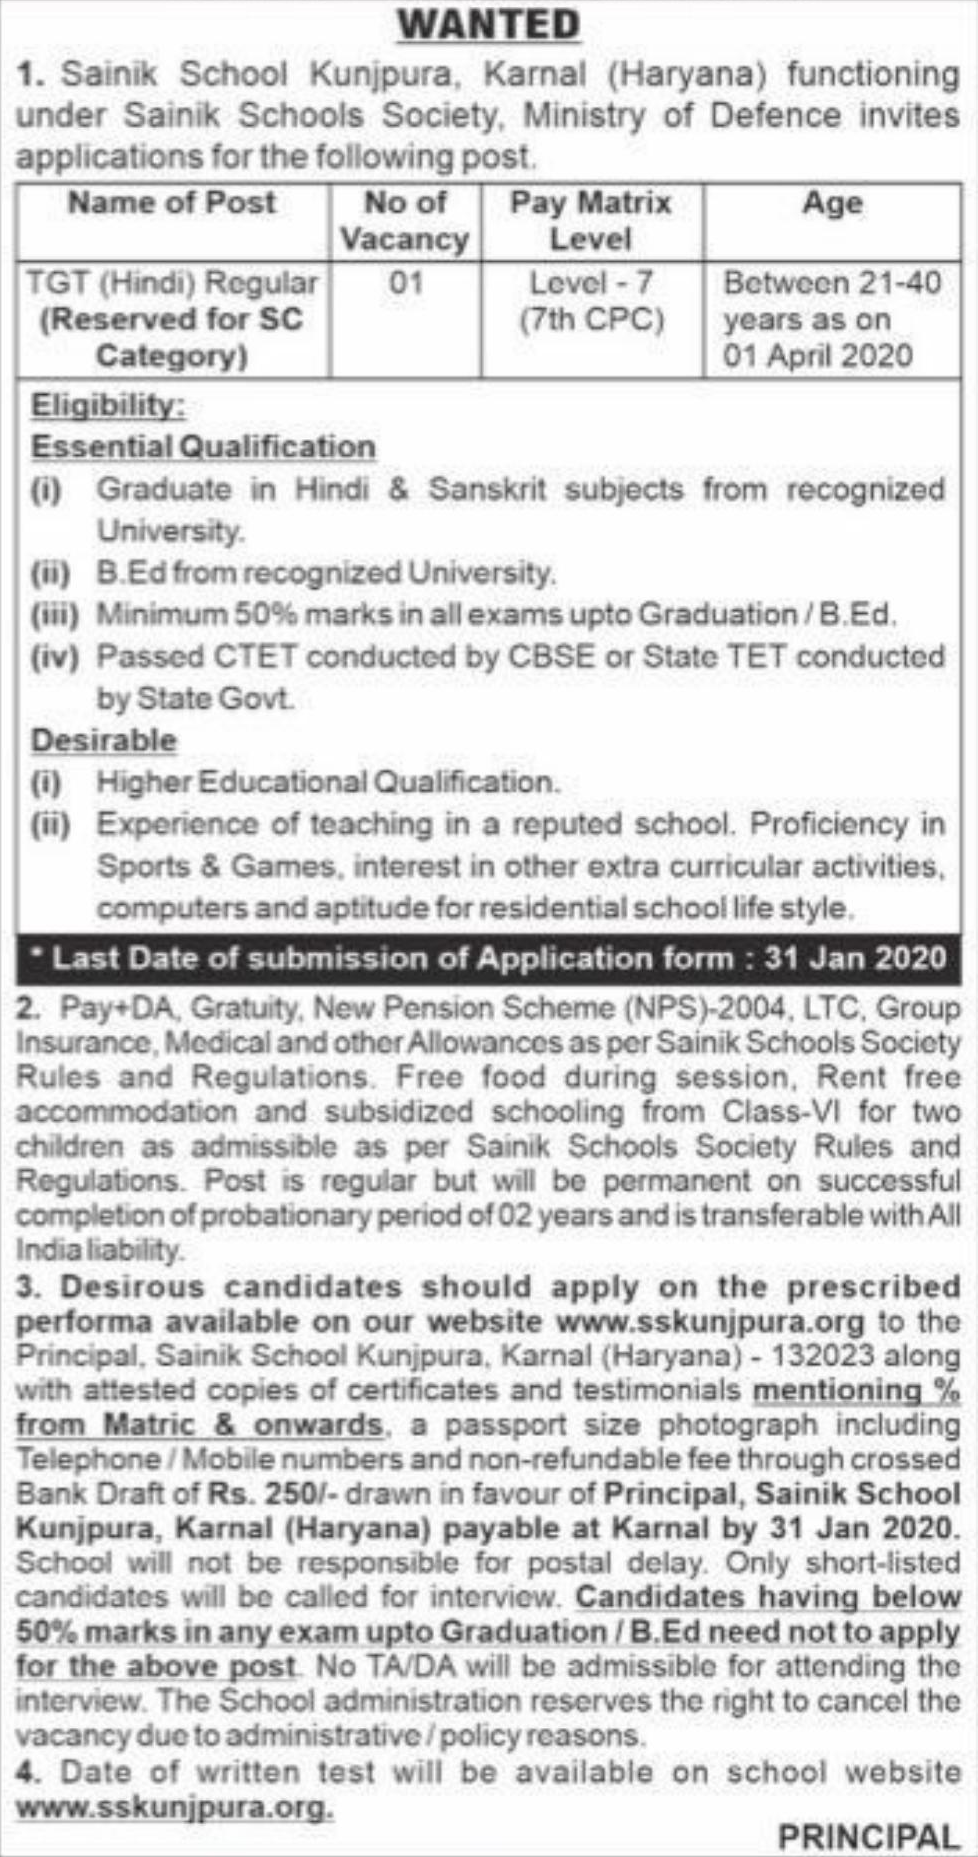 WANTED
1. Sainik School Kunjpura, Karnal (Haryana) functioning
under Sainik Schools Society, Ministry of Defence invites
applications for the following post.
Name of Post No of Vacancy Pay Matrix Level Age
TGT (Hindi) Regular (Reserved for SC Category) 01 Level - 7 (7th CPC) Between 21-40 years as on 01 April 2020
Eligibility:
Essential Qualification
(i) Graduate in Hindi & Sanskrit subjects from recognized
University.
(ii) B.Ed from recognized University.
(iii) Minimum 50% marks in all exams upto Graduation / B.Ed.
(iv) Passed CTET conducted by CBSE or State TET conducted
by State Govt.
Desirable
(i) Higher Educational Qualification.
(ii) Experience of teaching in a reputed school. Proficiency in
Sports & Games, interest in other extra curricular activities,
computers and aptitude for residential school life style.
* Last Date of submission of Application form : 31 Jan 2020
2. Pay+DA, Gratuity, New Pension Scheme (NPS)-2004, LTC, Group
Insurance, Medical and other Allowances as per Sainik Schools Society
Rules and Regulations. Free food during session, Rent free
accommodation and subsidized schooling from Class-VI for two
children as admissible as per Sainik Schools Society Rules and
Regulations. Post is regular but will be permanent on successful
completion of probationary period of 02 years and is transferable with All
India liability.
3. Desirous candidates should apply on the prescribed
performa available on our website www.sskunjpura.org to the
Principal, Sainik School Kunjpura, Karnal (Haryana) - 132023 along
with attested copies of certificates and testimonials mentioning %
from Matric & onwards, a passport size photograph including
Telephone / Mobile numbers and non-refundable fee through crossed
Bank Draft of Rs. 250/- drawn in favour of Principal, Sainik School
Kunjpura, Karnal (Haryana) payable at Karnal by 31 Jan 2020.
School will not be responsible for postal delay. Only short-listed
candidates will be called for interview. Candidates having below
50% marks in any exam upto Graduation / B.Ed need not to apply
for the above post. No TA/DA will be admissible for attending the
interview. The School administration reserves the right to cancel the
vacancy due to administrative / policy reasons.
4. Date of written test will be available on school website
www.sskunjpura.org.
PRINCIPAL